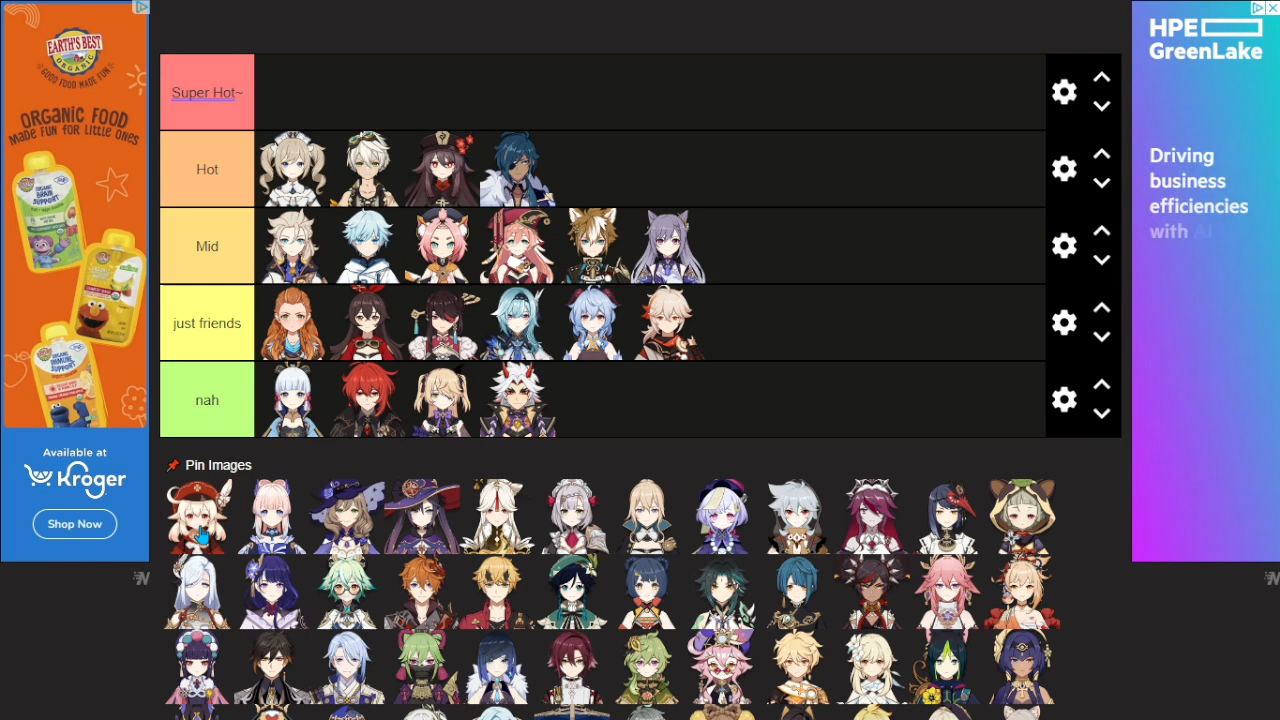 EARTH'S BEST
ORGANIC
GOOD FOOD MADE FUN
ORGANIC FOOD
MADE FUN FOR LITTLE ONES
Available at
Kroger
Shop Now
Super Hot~
Hot
Mid
just friends
nah
Pin Images
HPE
GreenLake
Driving
business
efficiencies
with AI